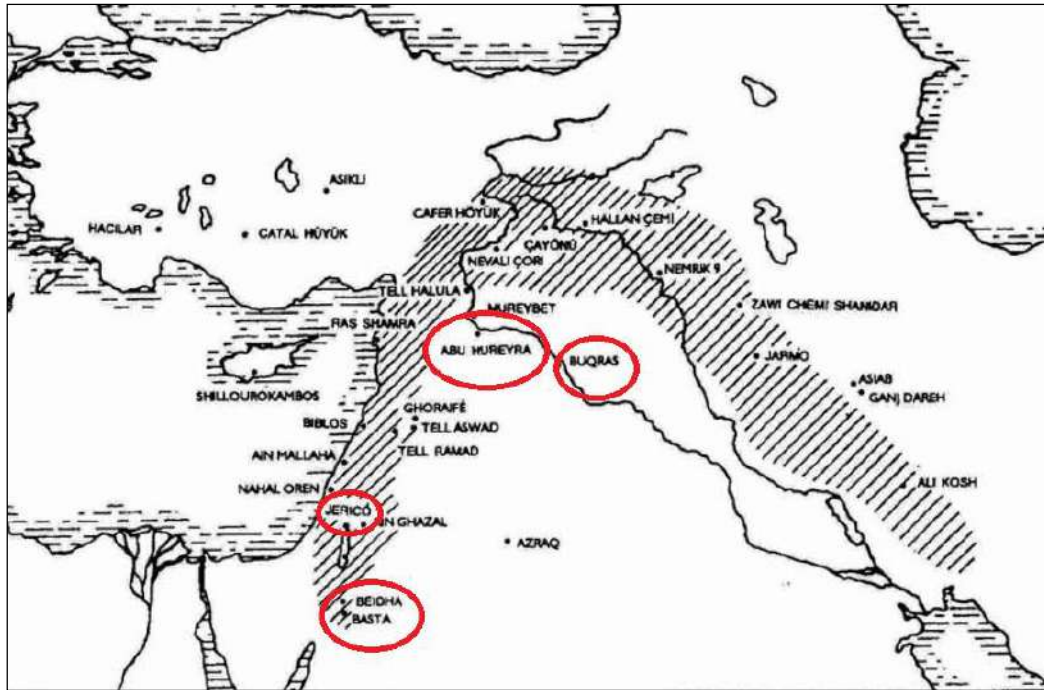 ASIKLI
HACILAR
CATAL HÜYÜK
CAFER HÖYÜK
HALLAN ÇEMİ
ÇAYÖNÜ
NEVALI ÇORI
NEMRIK 9
TELL HALULA
MUREYBET
ZAWI CHEMI SHANIDAR
RAS SHAMRA
ABU HUREYRA
BUQRAS
JARMO
SHILLOUROKAMBOS
ASIAB
GANJ DAREH
GHORAIFÉ
BIBLOS
TELL ASWAD
TELL RAMAD
AIN MALLAHA
NAHAL OREN
ALI KOSH
JERICÓ
IN GHAZAL
AZRAQ
BEIDHA
BASTA